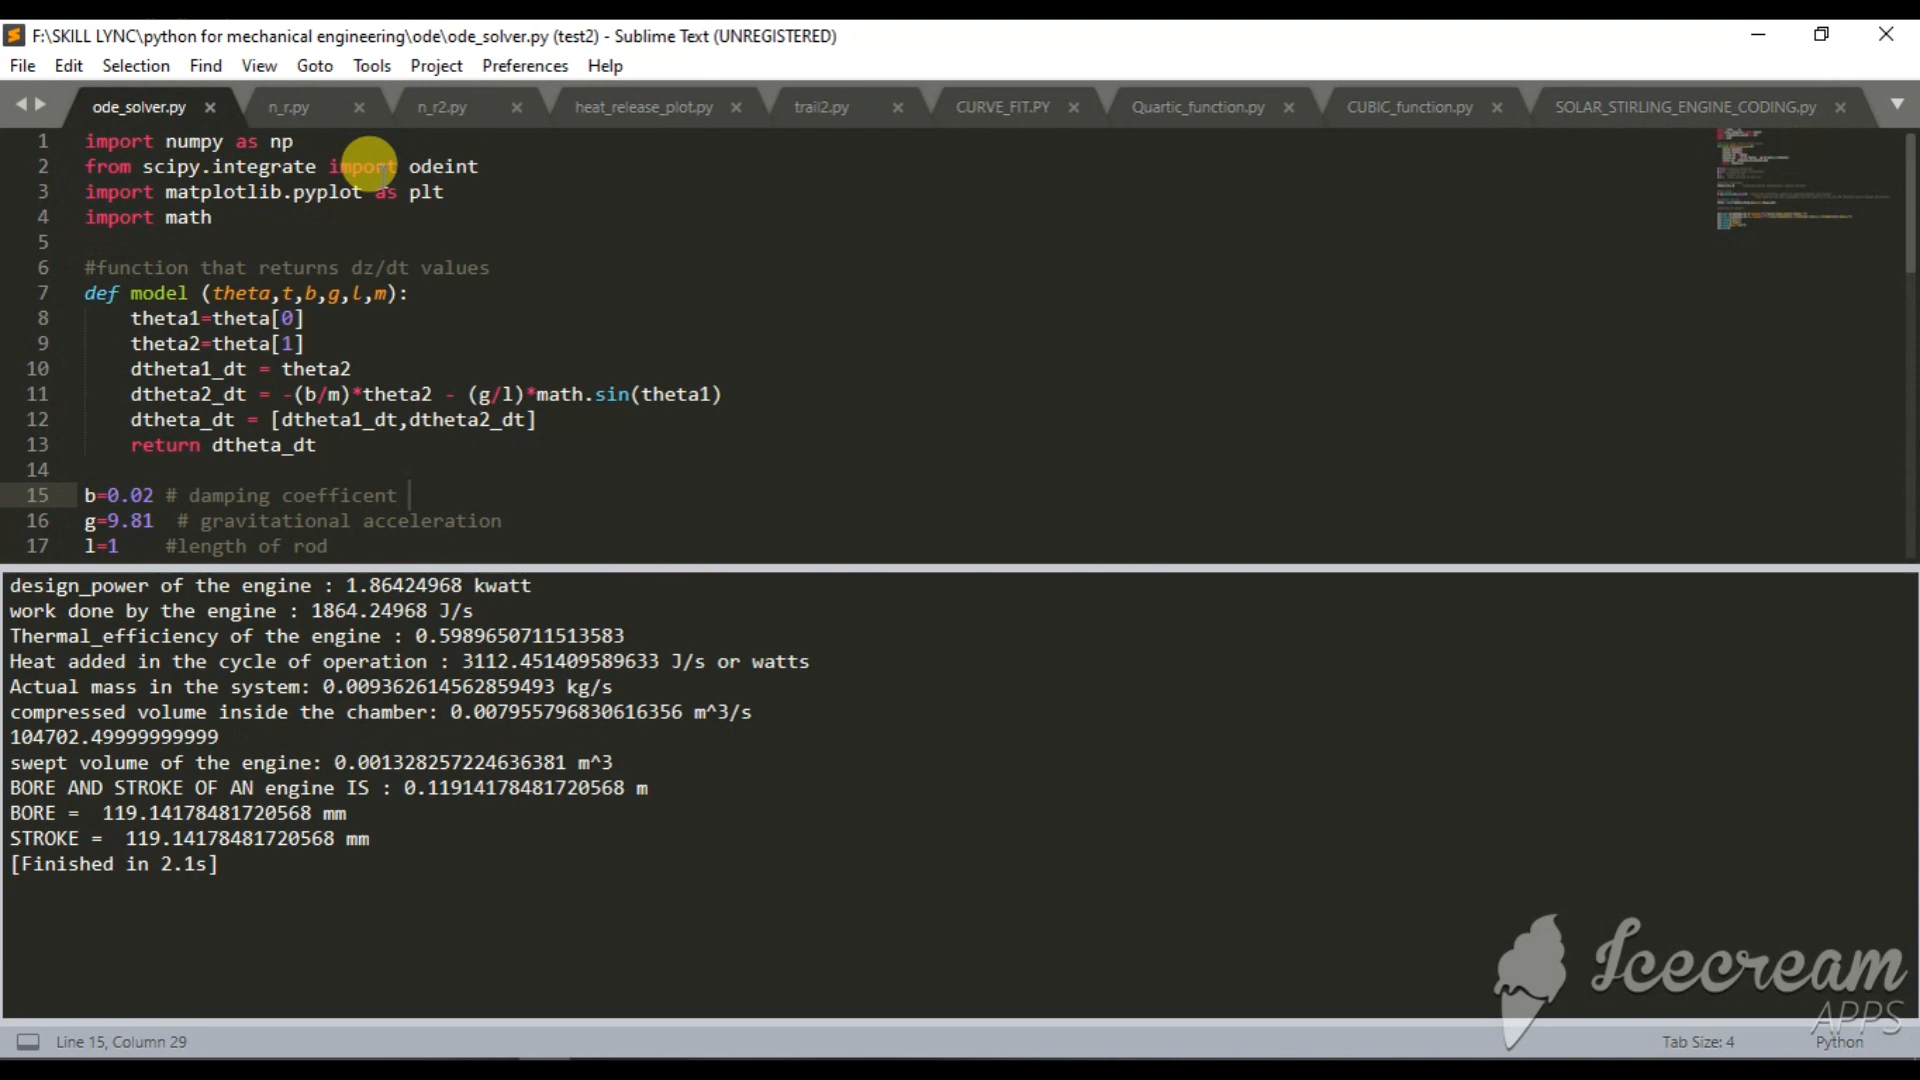 F:\SKILL LYNC\python for mechanical engineering\ode\ode_solver.py (test2) - Sublime Text (UNREGISTERED)
File Edit Selection Find View Goto Tools Project Preferences Help
ode_solver.py n_r.py n_r2.py heat_release_plot.py trail2.py CURVE_FIT.PY Quartic_function.py CUBIC_function.py SOLAR_STIRLING_ENGINE_CODING.py
1 import numpy as np
2 from scipy.integrate import odeint
3 import matplotlib.pyplot as plt
4 import math
5
6 #function that returns dz/dt values
7 def model (theta,t,b,g,l,m):
8 theta1=theta[0]
9 theta2=theta[1]
10 dtheta1_dt = theta2
11 dtheta2_dt = -(b/m)*theta2 - (g/l)*math.sin(theta1)
12 dtheta_dt = [dtheta1_dt,dtheta2_dt]
13 return dtheta_dt
14
15 b=0.02 # damping coefficent
16 g=9.81 # gravitational acceleration
17 l=1 #length of rod
design_power of the engine : 1.86424968 kwatt
work done by the engine : 1864.24968 J/s
Thermal_efficiency of the engine : 0.5989650711513583
Heat added in the cycle of operation : 3112.451409589633 J/s or watts
Actual mass in the system: 0.009362614562859493 kg/s
compressed volume inside the chamber: 0.007955796830616356 m^3/s
104702.49999999999
swept volume of the engine: 0.001328257224636381 m^3
BORE AND STROKE OF AN engine IS : 0.11914178481720568 m
BORE =  119.14178481720568 mm
STROKE =  119.14178481720568 mm
[Finished in 2.1s]
Icecream
APPS
Line 15, Column 29
Tab Size: 4
Python